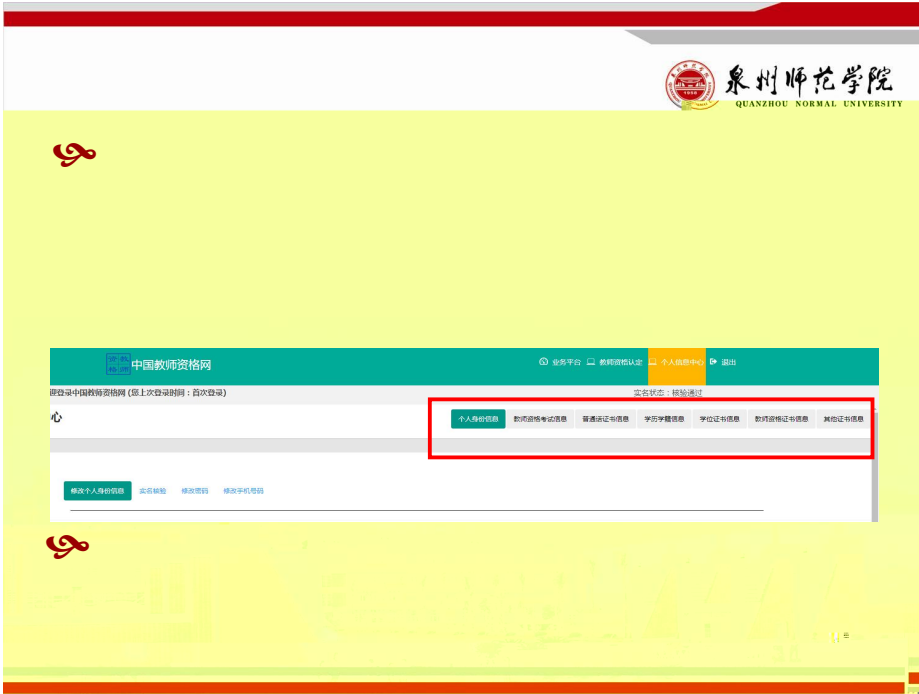 泉州师范学院
QUANZHOU NORMAL UNIVERSITY
中国教师资格网
业务平台 教师资格认定 个人信息中心 退出
迎登录中国教师资格网 (您上次登录时间：首次登录)
实名状态：核验通过
心
个人身份信息 教师资格考试信息 普通话证书信息 学历学籍信息 学位证书信息 教师资格证书信息 其他证书信息
修改个人身份信息 实名核验 修改密码 修改手机号码